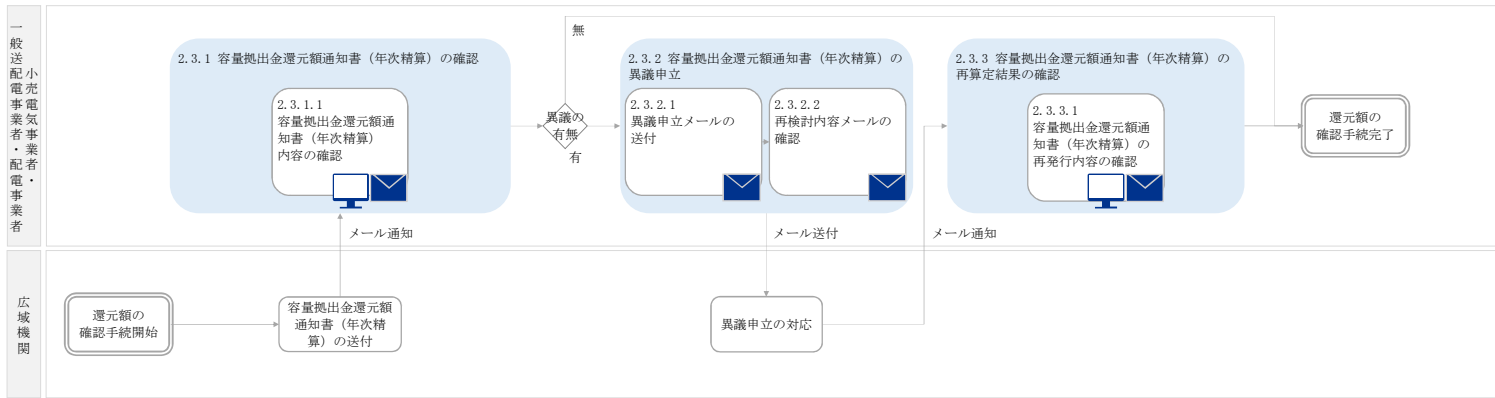 一般送配電事業者・配電事業者
小売電気事業者・
無
2.3.1 容量拠出金還元額通知書（年次精算）の確認
2.3.1.1
容量拠出金還元額通
知書（年次精算）
内容の確認
異議の
有無
有
2.3.2 容量拠出金還元額通知書（年次精算）の
異議申立
2.3.2.1
異議申立メールの
送付
2.3.2.2
再検討内容メールの
確認
2.3.3 容量拠出金還元額通知書（年次精算）の
再算定結果の確認
2.3.3.1
容量拠出金還元額通
知書（年次精算）の
再発行内容の確認
還元額の
確認手続完了
メール通知
メール送付
メール通知
広域機関
還元額の
確認手続開始
容量拠出金還元額
通知書（年次精
算）の送付
異議申立の対応